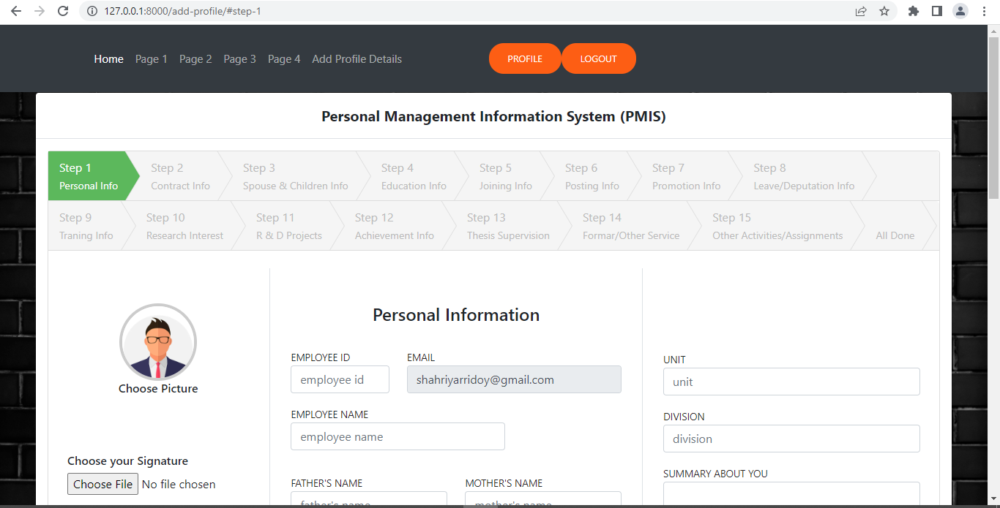 127.0.0.1:8000/add-profile/#step-1
Home Page 1 Page 2 Page 3 Page 4 Add Profile Details PROFILE LOGOUT
Personal Management Information System (PMIS)
Step 1 Step 2 Step 3 Step 4 Step 5 Step 6 Step 7 Step 8
Personal Info Contract Info Spouse & Children Info Education Info Joining Info Posting Info Promotion Info Leave/Deputation Info
Step 9 Step 10 Step 11 Step 12 Step 13 Step 14 Step 15
Traning Info Research Interest R & D Projects Achievement Info Thesis Supervision Formar/Other Service Other Activities/Assignments All Done
Choose Picture
Choose your Signature
Choose File No file chosen
Personal Information
EMPLOYEE ID EMAIL
employee id shahriyarridoy@gmail.com
EMPLOYEE NAME
employee name
FATHER'S NAME MOTHER'S NAME
father's name mother's name
UNIT
unit
DIVISION
division
SUMMARY ABOUT YOU